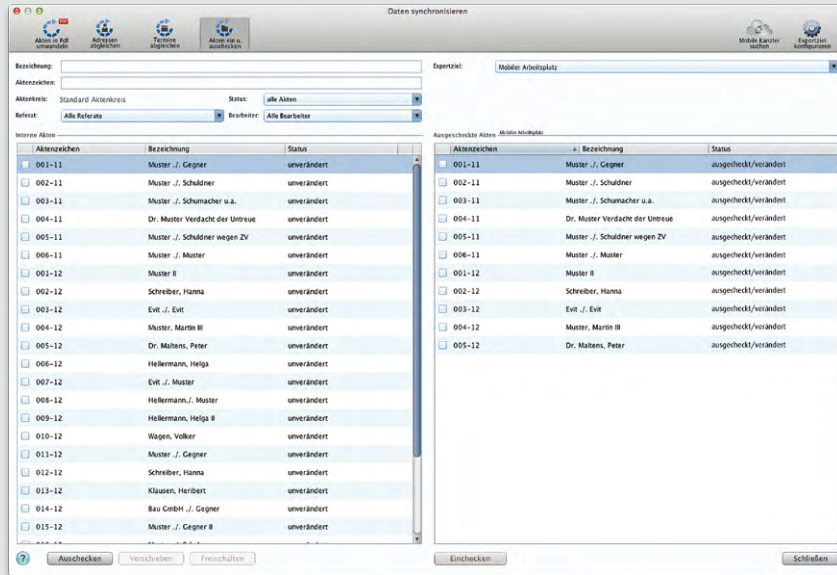 Daten synchronisieren
Akten in Pdf umwandeln
Adressen abgleichen
Termine abgleichen
Akten ein u. auschecken
Mobile Kanzlei suchen
Exportziel konfigurieren
Bezeichnung:
Aktenzeichen:
Aktenkreis: Standard Aktenkreis Status: alle Akten
Referat: Alle Referate Bearbeiter: Alle Bearbeiter
Exportziel: Mobiler Arbeitsplatz
Interne Akten
Aktenzeichen Bezeichnung Status
001-11 Muster ./. Gegner unverändert
002-11 Muster ./. Schuldner unverändert
003-11 Muster ./. Schumacher u.a. unverändert
004-11 Dr. Muster Verdacht der Untreue unverändert
005-11 Muster ./. Schuldner wegen ZV unverändert
006-11 Muster ./. Muster unverändert
001-12 Muster II unverändert
002-12 Schreiber, Hanna unverändert
003-12 Evit ./. Evit unverändert
004-12 Muster, Martin III unverändert
005-12 Dr. Maltens, Peter unverändert
006-12 Hellermann, Helga unverändert
007-12 Evit ./. Muster unverändert
008-12 Hellermann./. Muster unverändert
009-12 Hellermann, Helga II unverändert
010-12 Wagen, Volker unverändert
011-12 Muster ./. Gegner unverändert
012-12 Schreiber, Hanna unverändert
013-12 Klausen, Heribert unverändert
014-12 Bau GmbH ./. Gegner unverändert
015-12 Muster ./. Gegner II unverändert
Ausgescheckte Akten Mobiler Arbeitsplatz
Aktenzeichen Bezeichnung Status
001-11 Muster ./. Gegner ausgecheckt/verändert
002-11 Muster ./. Schuldner ausgecheckt/verändert
003-11 Muster ./. Schumacher u.a. ausgecheckt/verändert
004-11 Dr. Muster Verdacht der Untreue ausgecheckt/verändert
005-11 Muster ./. Schuldner wegen ZV ausgecheckt/verändert
006-11 Muster ./. Muster ausgecheckt/verändert
001-12 Muster II ausgecheckt/verändert
002-12 Schreiber, Hanna ausgecheckt/verändert
003-12 Evit ./. Evit ausgecheckt/verändert
004-12 Muster, Martin III ausgecheckt/verändert
005-12 Dr. Maltens, Peter ausgecheckt/verändert
? Auschecken Verschieben Freischalten
Einchecken Schließen